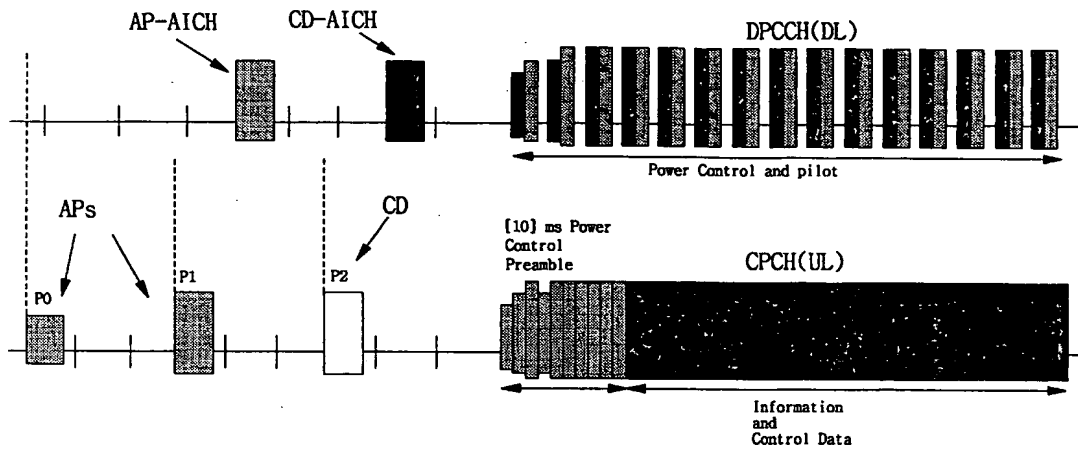 AP-AICH
CD-AICH
DPCCH(DL)
Power Control and pilot
APs
CD
P0
P1
P2
[10] ms Power
Control
Preamble
CPCH(UL)
Information
and
Control Data